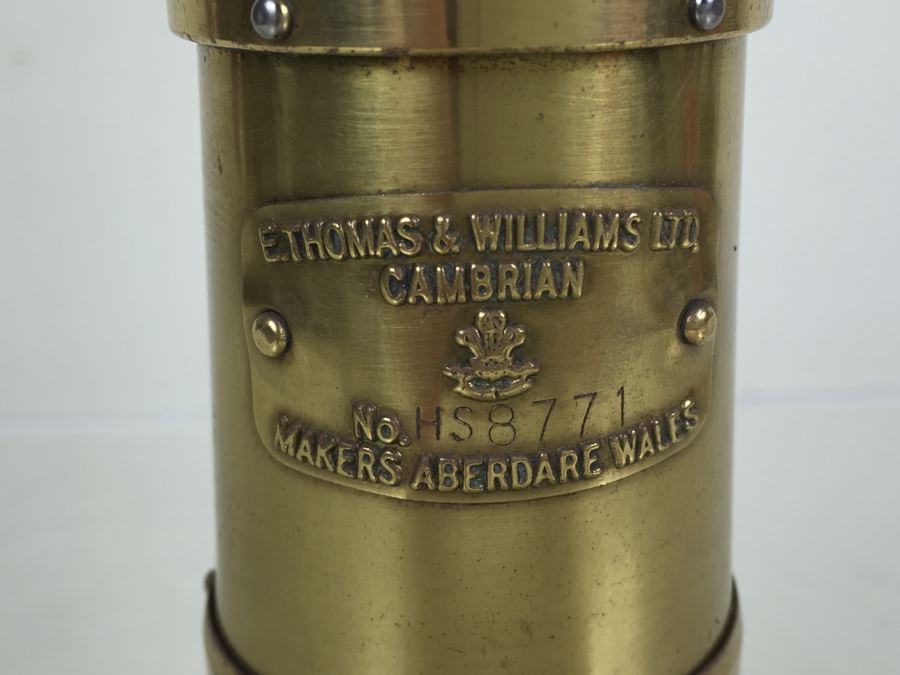 E.THOMAS & WILLIAMS LTD.
CAMBRIAN
No. HS8771
MAKERS ABERDARE WALES